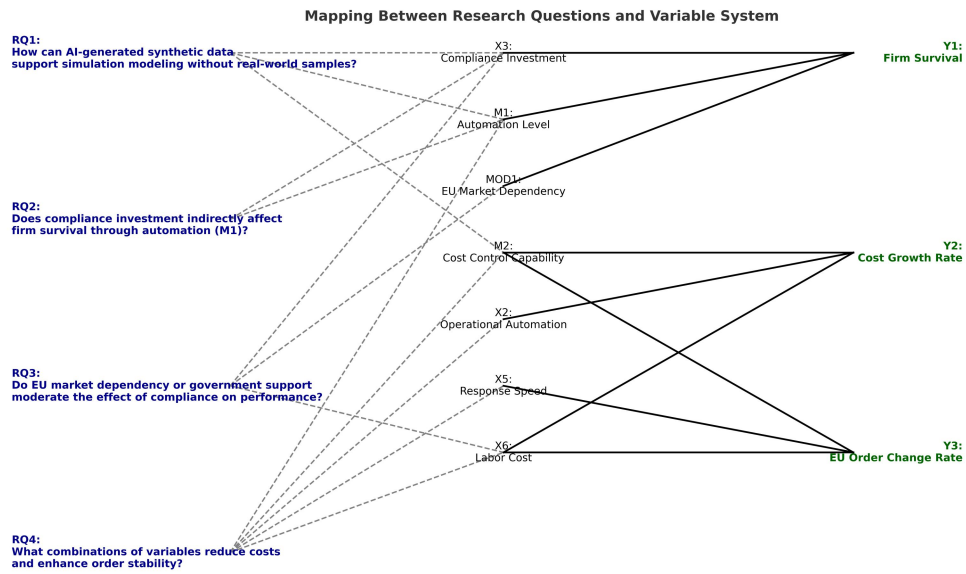 Mapping Between Research Questions and Variable System
RQ1:
How can AI-generated synthetic data
support simulation modeling without real-world samples?
RQ2:
Does compliance investment indirectly affect
firm survival through automation (M1)?
RQ3:
Do EU market dependency or government support
moderate the effect of compliance on performance?
RQ4:
What combinations of variables reduce costs
and enhance order stability?
X3:
Compliance Investment
M1:
Automation Level
MOD1:
EU Market Dependency
M2:
Cost Control Capability
X2:
Operational Automation
X5:
Response Speed
X6:
Labor Cost
Y1:
Firm Survival
Y2:
Cost Growth Rate
Y3:
EU Order Change Rate